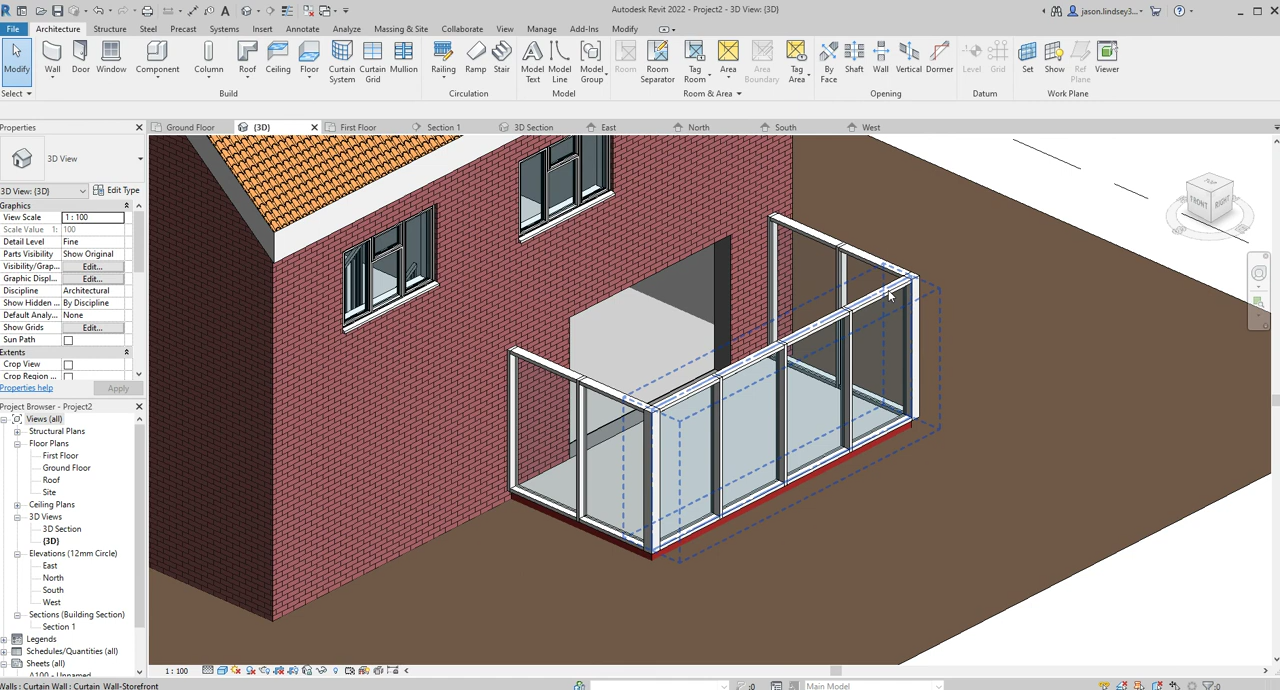 Autodesk Revit 2022 - Project2 - 3D View: {3D}
jason.lindsey3...
File Architecture Structure Steel Precast Systems Insert Annotate Analyze Massing & Site Collaborate View Manage Add-Ins Modify
Modify Wall Door Window Component Column Roof Ceiling Floor Curtain System Curtain Grid Mullion Railing Ramp Stair Model Text Model Line Model Group Room Room Separator Tag Room Area Area Boundary Tag Area By Face Shaft Wall Vertical Dormer Level Grid Set Show Ref Plane Viewer
Select Build Circulation Model Room & Area Opening Datum Work Plane
Properties
Ground Floor {3D} First Floor Section 1 3D Section East North South West
3D View
3D View: {3D} Edit Type
Graphics
View Scale 1 : 100
Scale Value 1: 100
Detail Level Fine
Parts Visibility Show Original
Visibility/Grap... Edit...
Graphic Displ... Edit...
Discipline Architectural
Show Hidden ... By Discipline
Default Analy... None
Show Grids Edit...
Sun Path
Extents
Crop View
Crop Region ...
Properties help Apply
Project Browser - Project2
Views (all)
Structural Plans
Floor Plans
First Floor
Ground Floor
Roof
Site
Ceiling Plans
3D Views
3D Section
{3D}
Elevations (12mm Circle)
East
North
South
West
Sections (Building Section)
Section 1
Legends
Schedules/Quantities (all)
Sheets (all)
A100 - Unnamed
TOP
FRONT
RIGHT
1 : 100
Walls : Curtain Wall : Curtain Wall-Storefront
:0
Main Model
:0